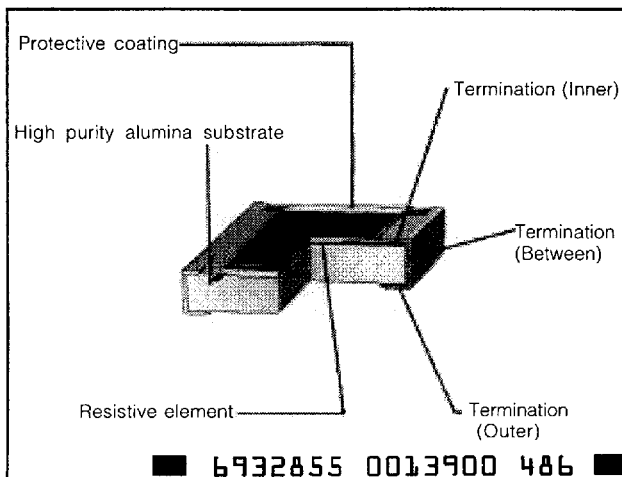 Protective coating
Termination (Inner)
High purity alumina substrate
Termination
(Between)
Resistive element
Termination
(Outer)
6932855 0013900 486